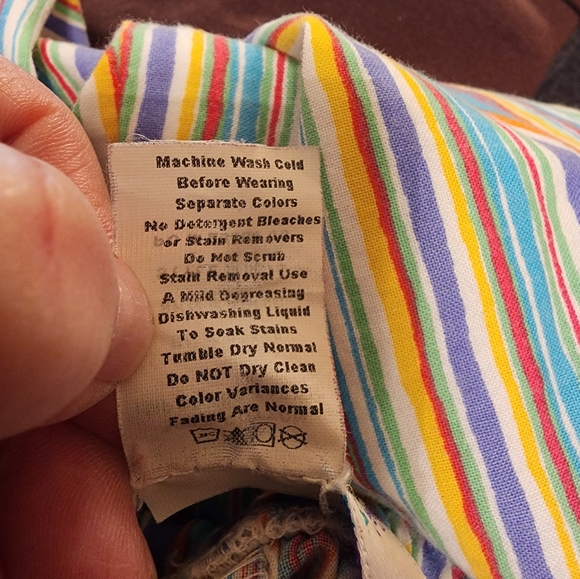 Machine Wash Cold
Before Wearing
Separate Colors
No Detergent Bleaches
or Stain Removers
Do Not Scrub
Stain Removal Use
A Mild Degreasing
Dishwashing Liquid
To Soak Stains
Tumble Dry Normal
Do NOT Dry Clean
Color Variances
Fading Are Normal